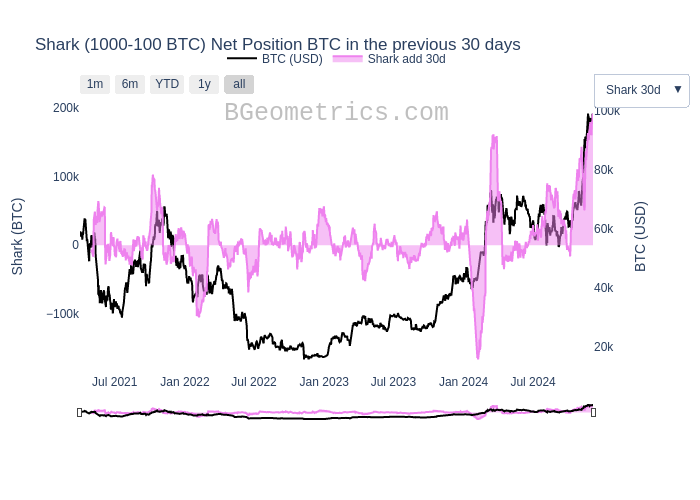 Shark (1000-100 BTC) Net Position BTC in the previous 30 days
BTC (USD) Shark add 30d
1m 6m YTD 1y all
Shark 30d ▼
BGeometrics.com
200k
100k
0
−100k
Shark (BTC)
100k
80k
60k
40k
20k
BTC (USD)
Jul 2021 Jan 2022 Jul 2022 Jan 2023 Jul 2023 Jan 2024 Jul 2024